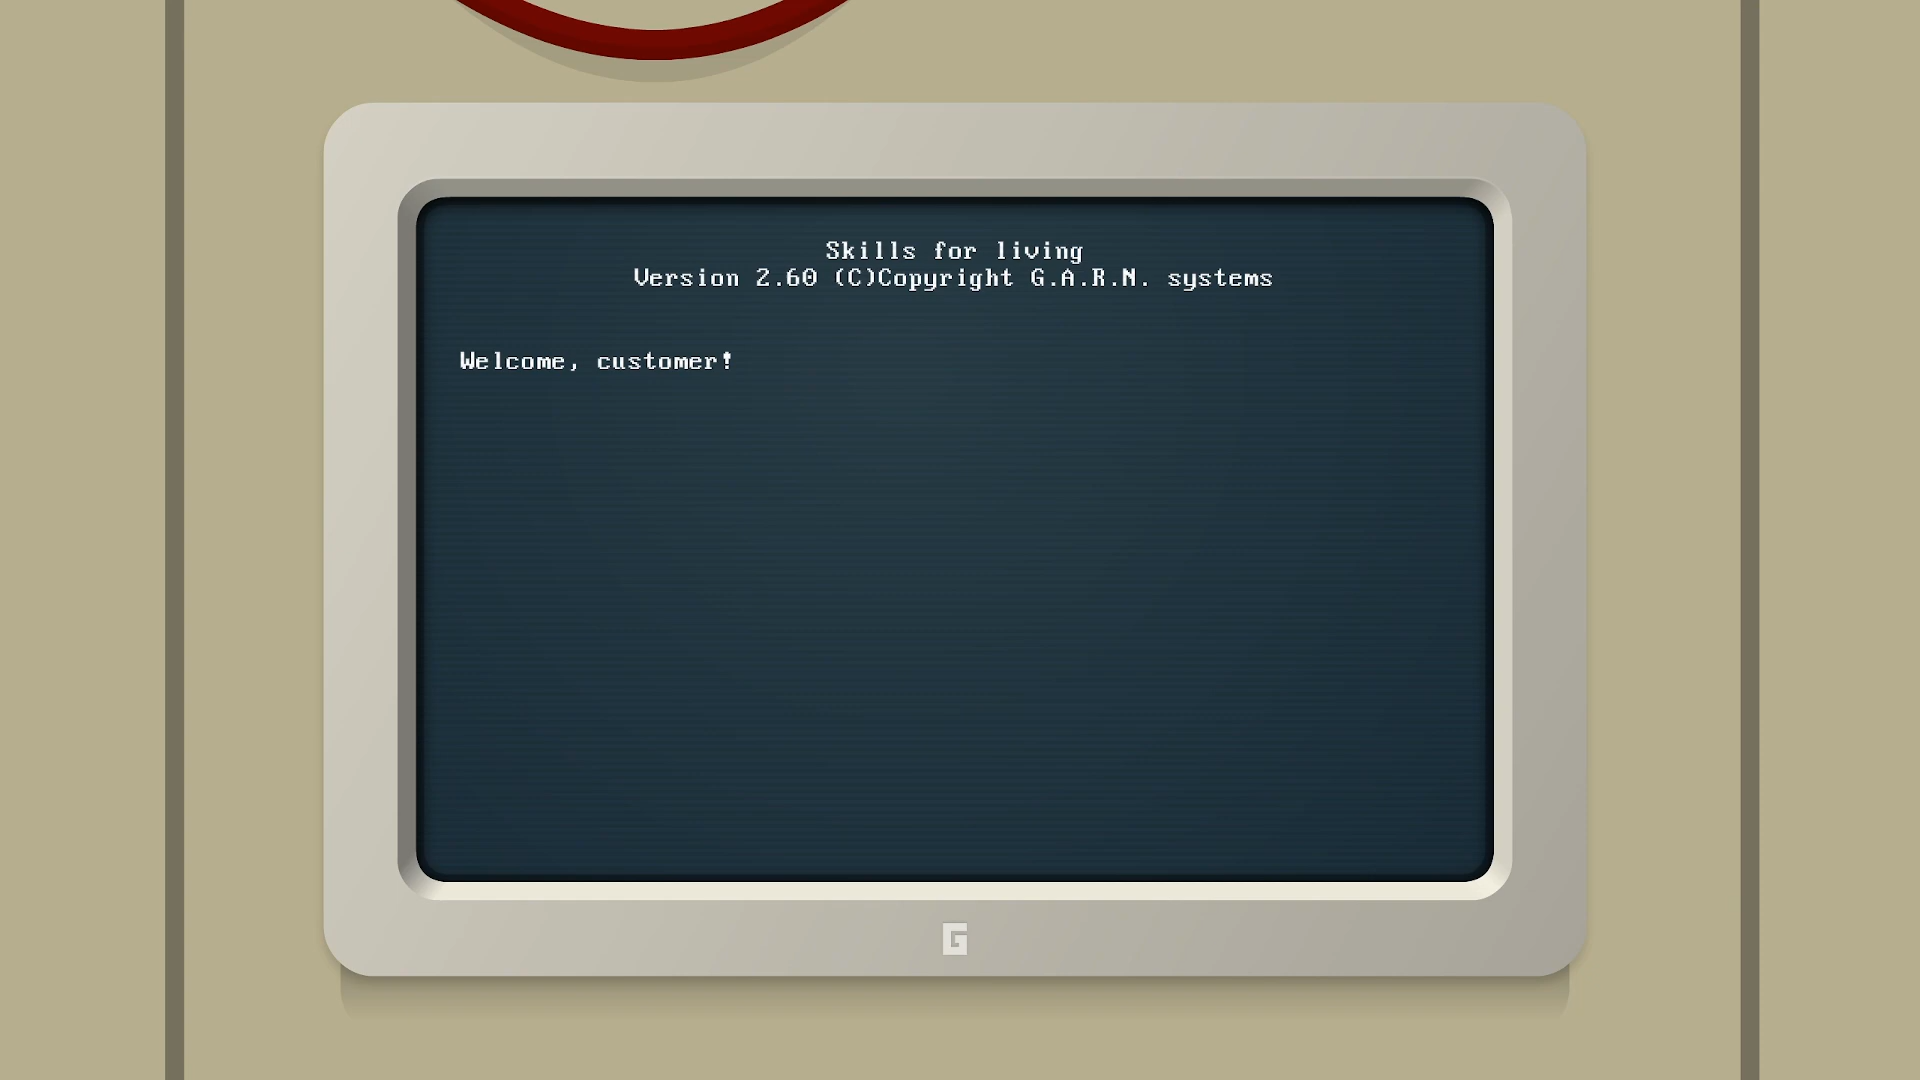 Skills for living
Version 2.60 (C)Copyright G.A.R.N. systems
Welcome, customer!
G